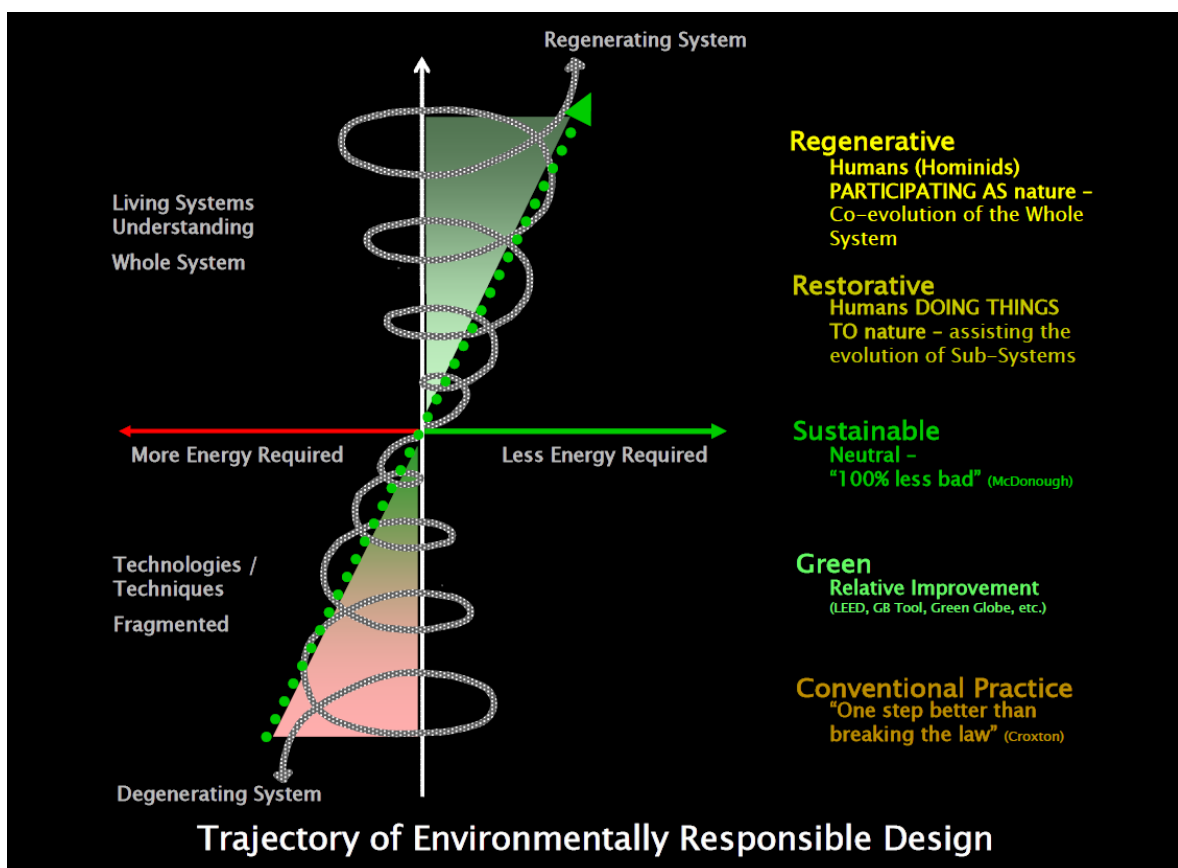 Regenerating System
Living Systems
Understanding
Whole System
More Energy Required
Less Energy Required
Technologies /
Techniques
Fragmented
Degenerating System
Regenerative
Humans (Hominids)
PARTICIPATING AS nature –
Co-evolution of the Whole
System
Restorative
Humans DOING THINGS
TO nature – assisting the
evolution of Sub-Systems
Sustainable
Neutral –
“100% less bad” (McDonough)
Green
Relative Improvement
(LEED, GB Tool, Green Globe, etc.)
Conventional Practice
“One step better than
breaking the law” (Croxton)
Trajectory of Environmentally Responsible Design